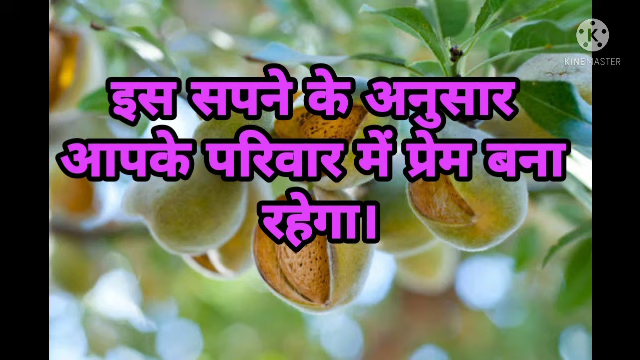 KINEMASTER
इस सपने के अनुसार
आपके परिवार में प्रेम बना
रहेगा।